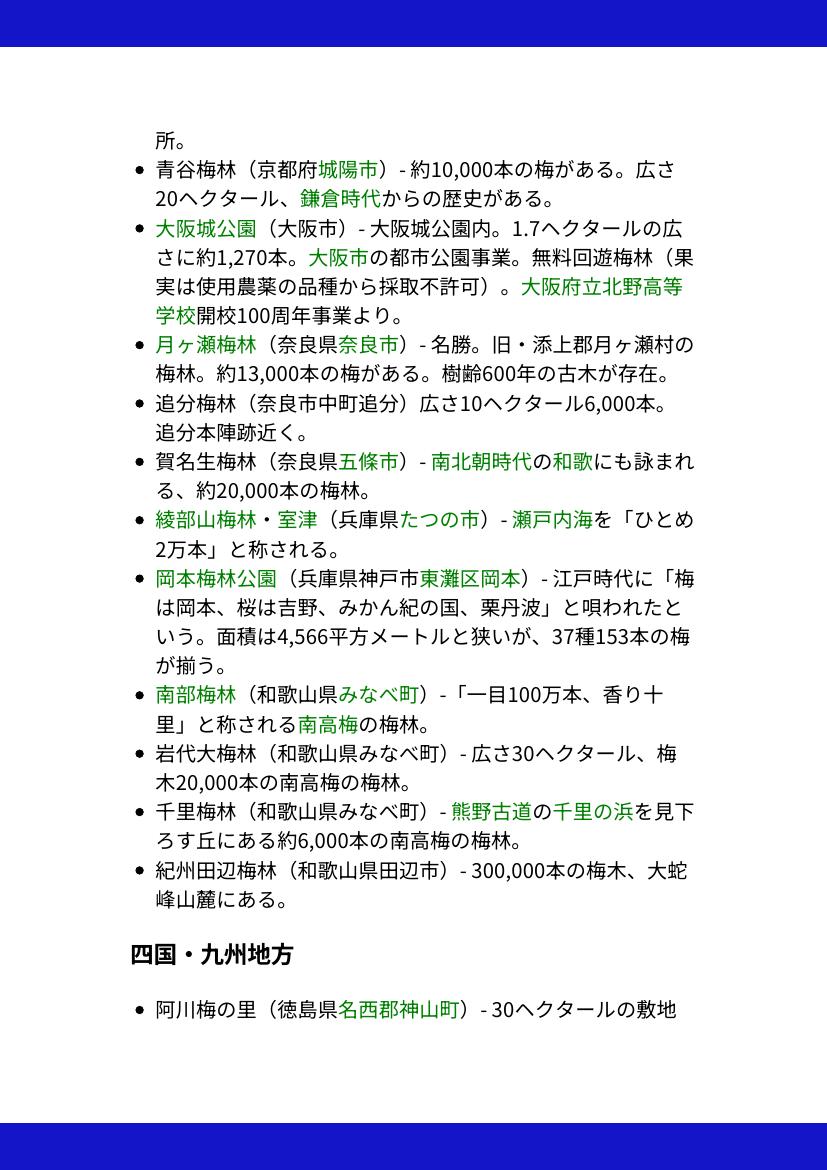 所。
青谷梅林（京都府城陽市）- 約10,000本の梅がある。広さ
20ヘクタール、鎌倉時代からの歴史がある。
大阪城公園（大阪市）- 大阪城公園内。1.7ヘクタールの広
さに約1,270本。大阪市の都市公園事業。無料回遊梅林（果
実は使用農薬の品種から採取不許可）。大阪府立北野高等
学校開校100周年事業より。
月ヶ瀬梅林（奈良県奈良市）- 名勝。旧・添上郡月ヶ瀬村の
梅林。約13,000本の梅がある。樹齢600年の古木が存在。
追分梅林（奈良市中町追分）広さ10ヘクタール6,000本。
追分本陣跡近く。
賀名生梅林（奈良県五條市）- 南北朝時代の和歌にも詠まれ
る、約20,000本の梅林。
綾部山梅林・室津（兵庫県たつの市）- 瀬戸内海を「ひとめ
2万本」と称される。
岡本梅林公園（兵庫県神戸市東灘区岡本）- 江戸時代に「梅
は岡本、桜は吉野、みかん紀の国、栗丹波」と唄われたと
いう。面積は4,566平方メートルと狭いが、37種153本の梅
が揃う。
南部梅林（和歌山県みなべ町）-「一目100万本、香り十
里」と称される南高梅の梅林。
岩代大梅林（和歌山県みなべ町）- 広さ30ヘクタール、梅
木20,000本の南高梅の梅林。
千里梅林（和歌山県みなべ町）- 熊野古道の千里の浜を見下
ろす丘にある約6,000本の南高梅の梅林。
紀州田辺梅林（和歌山県田辺市）- 300,000本の梅木、大蛇
峰山麓にある。
四国・九州地方
阿川梅の里（徳島県名西郡神山町）- 30ヘクタールの敷地